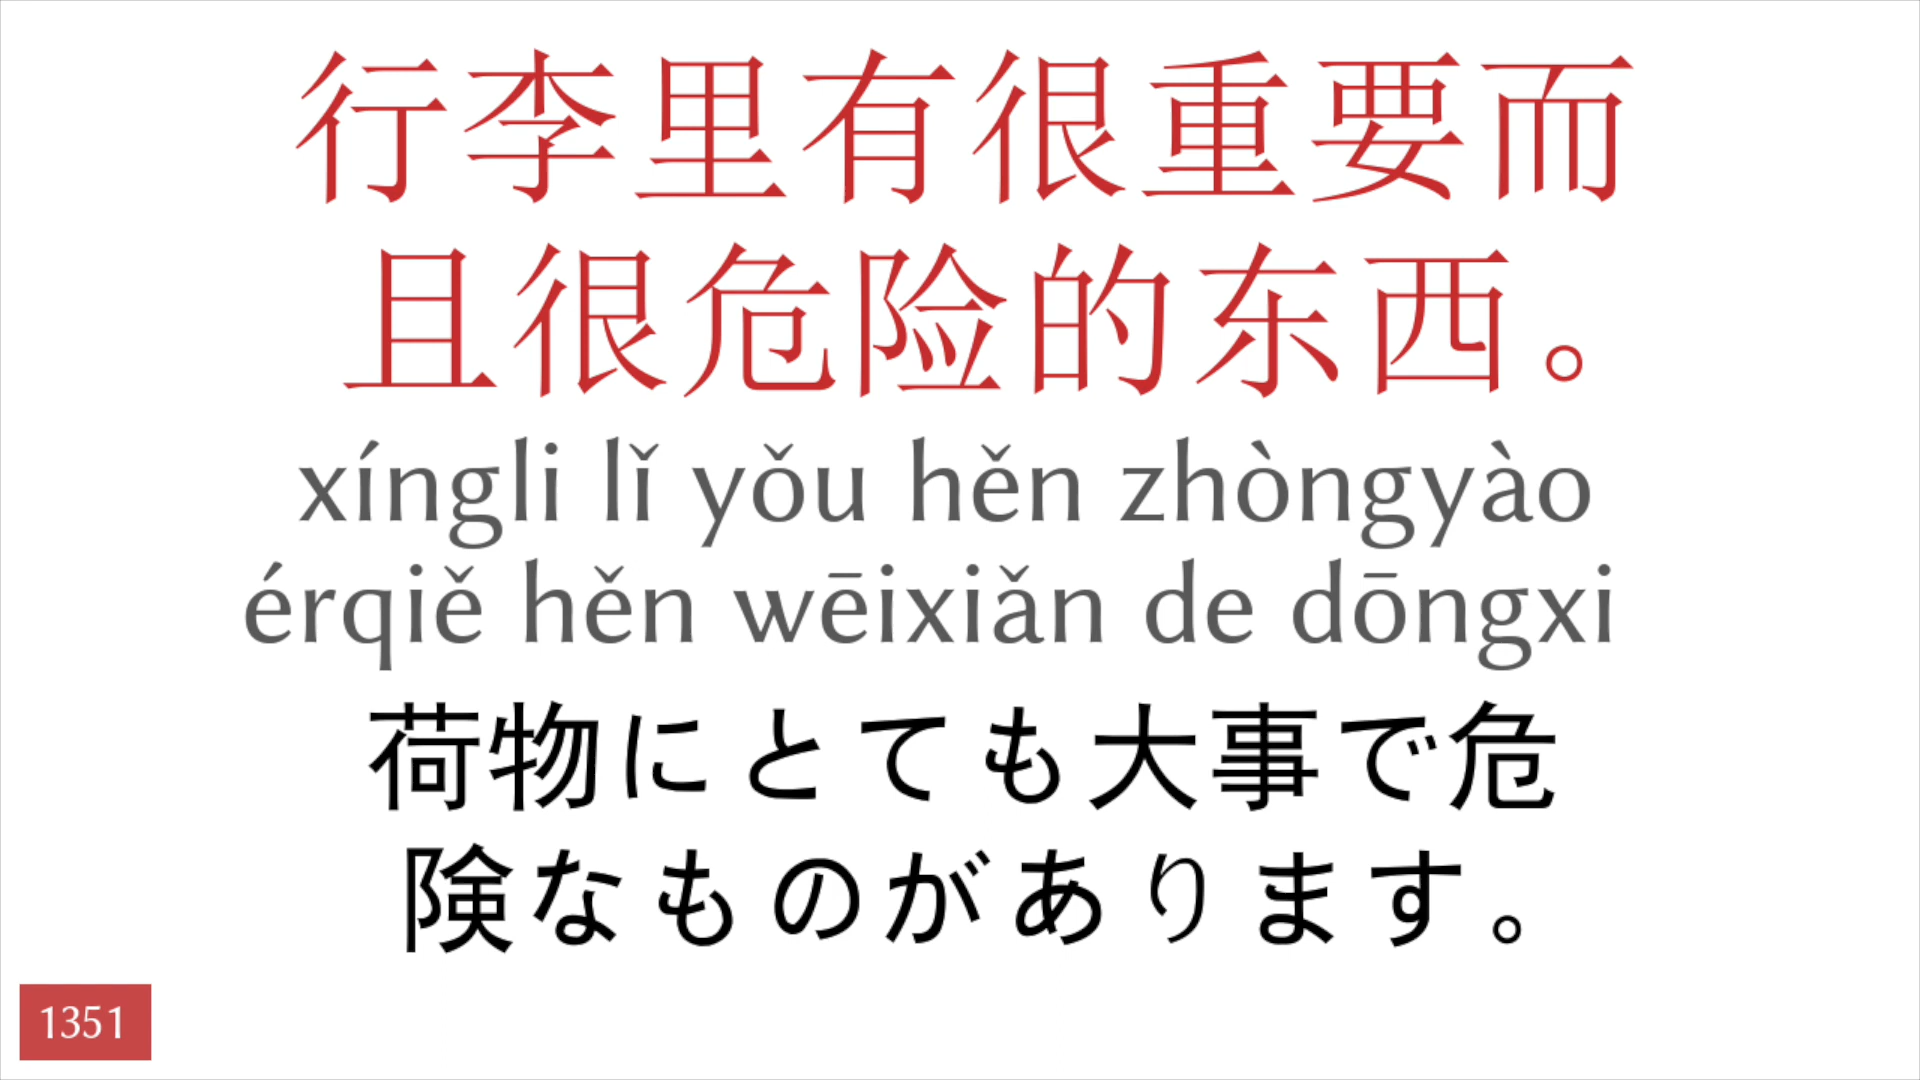 行李里有很重要而
且很危险的东西。
xíngli lǐ yǒu hěn zhòngyào
érqiě hěn wēixiǎn de dōngxi
荷物にとても大事で危
険なものがあります。
1351